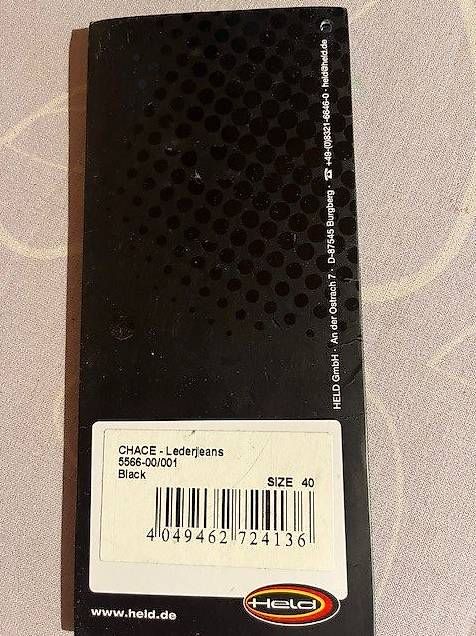 HELD GmbH · An der Ostrach 7 · D-87545 Burgberg · ☎ +49-(0)8321-6646-0 · held@held.de
CHACE - Lederjeans
5566-00/001
Black
SIZE 40
4 049462 724136
www.held.de
Held